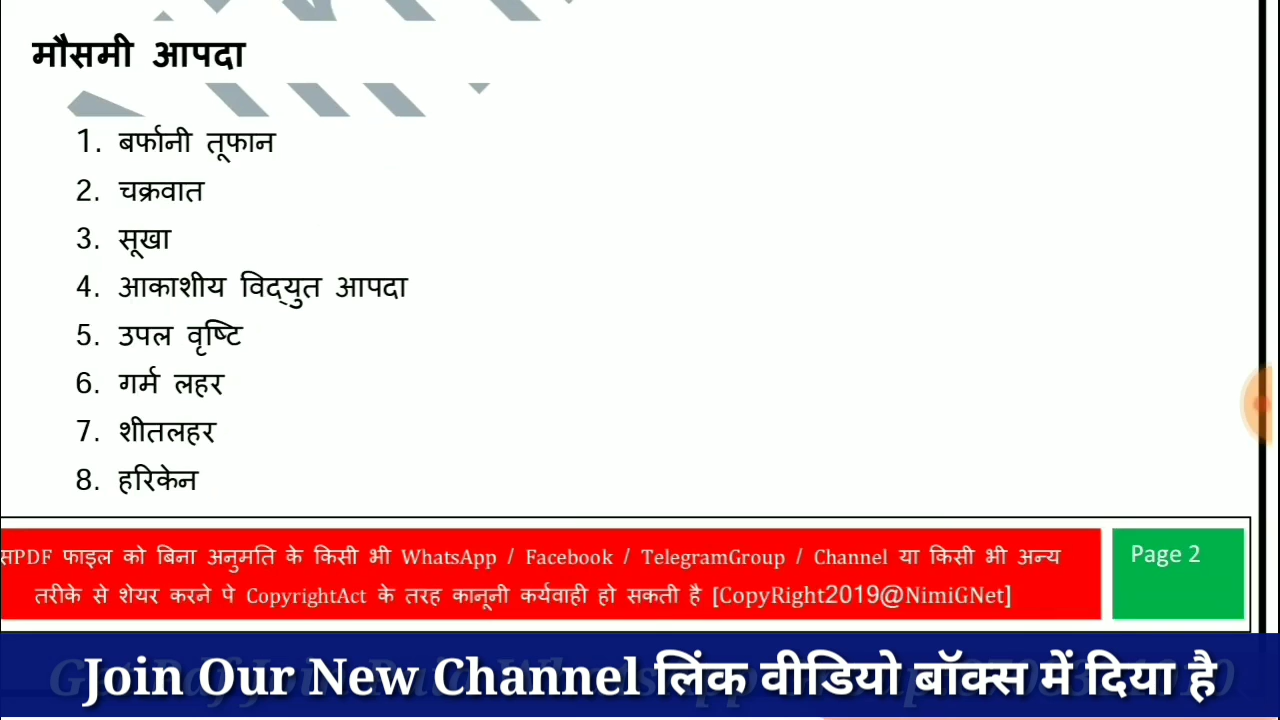 मौसमी आपदा
1. बर्फानी तूफान
2. चक्रवात
3. सूखा
4. आकाशीय विद्‌युत आपदा
5. उपल वृष्टि
6. गर्म लहर
7. शीतलहर
8. हरिकेन
PDF फाइल को बिना अनुमति के किसी भी WhatsApp / Facebook / TelegramGroup / Channel या किसी भी अन्य
तरीके से शेयर करने पे CopyrightAct के तरह कानूनी कर्यवाही हो सकती है [CopyRight2019@NimiGNet]
Page 2
Join Our New Channel लिंक वीडियो बॉक्स में दिया है